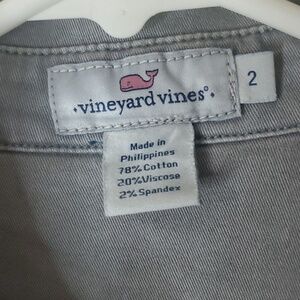 ·vineyard vines®
2
Made in
Philippines
78% Cotton
20% Viscose
2% Spandex